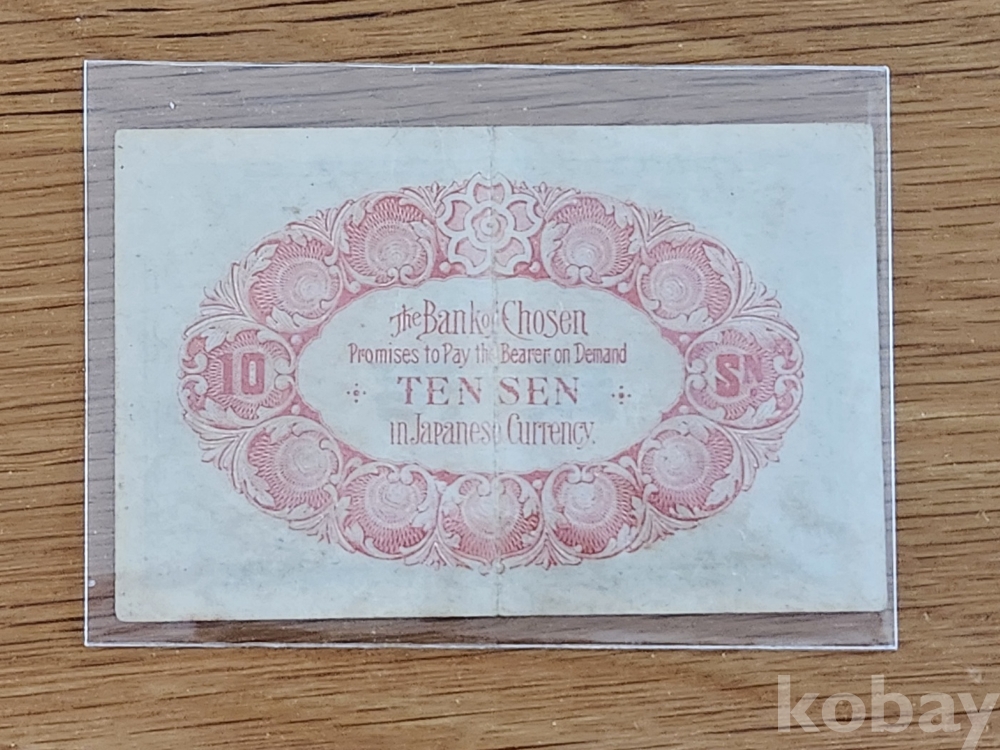 The Bank of Chosen
Promises to Pay the Bearer on Demand
10
TEN SEN
SN
in Japanese Currency.
kobay